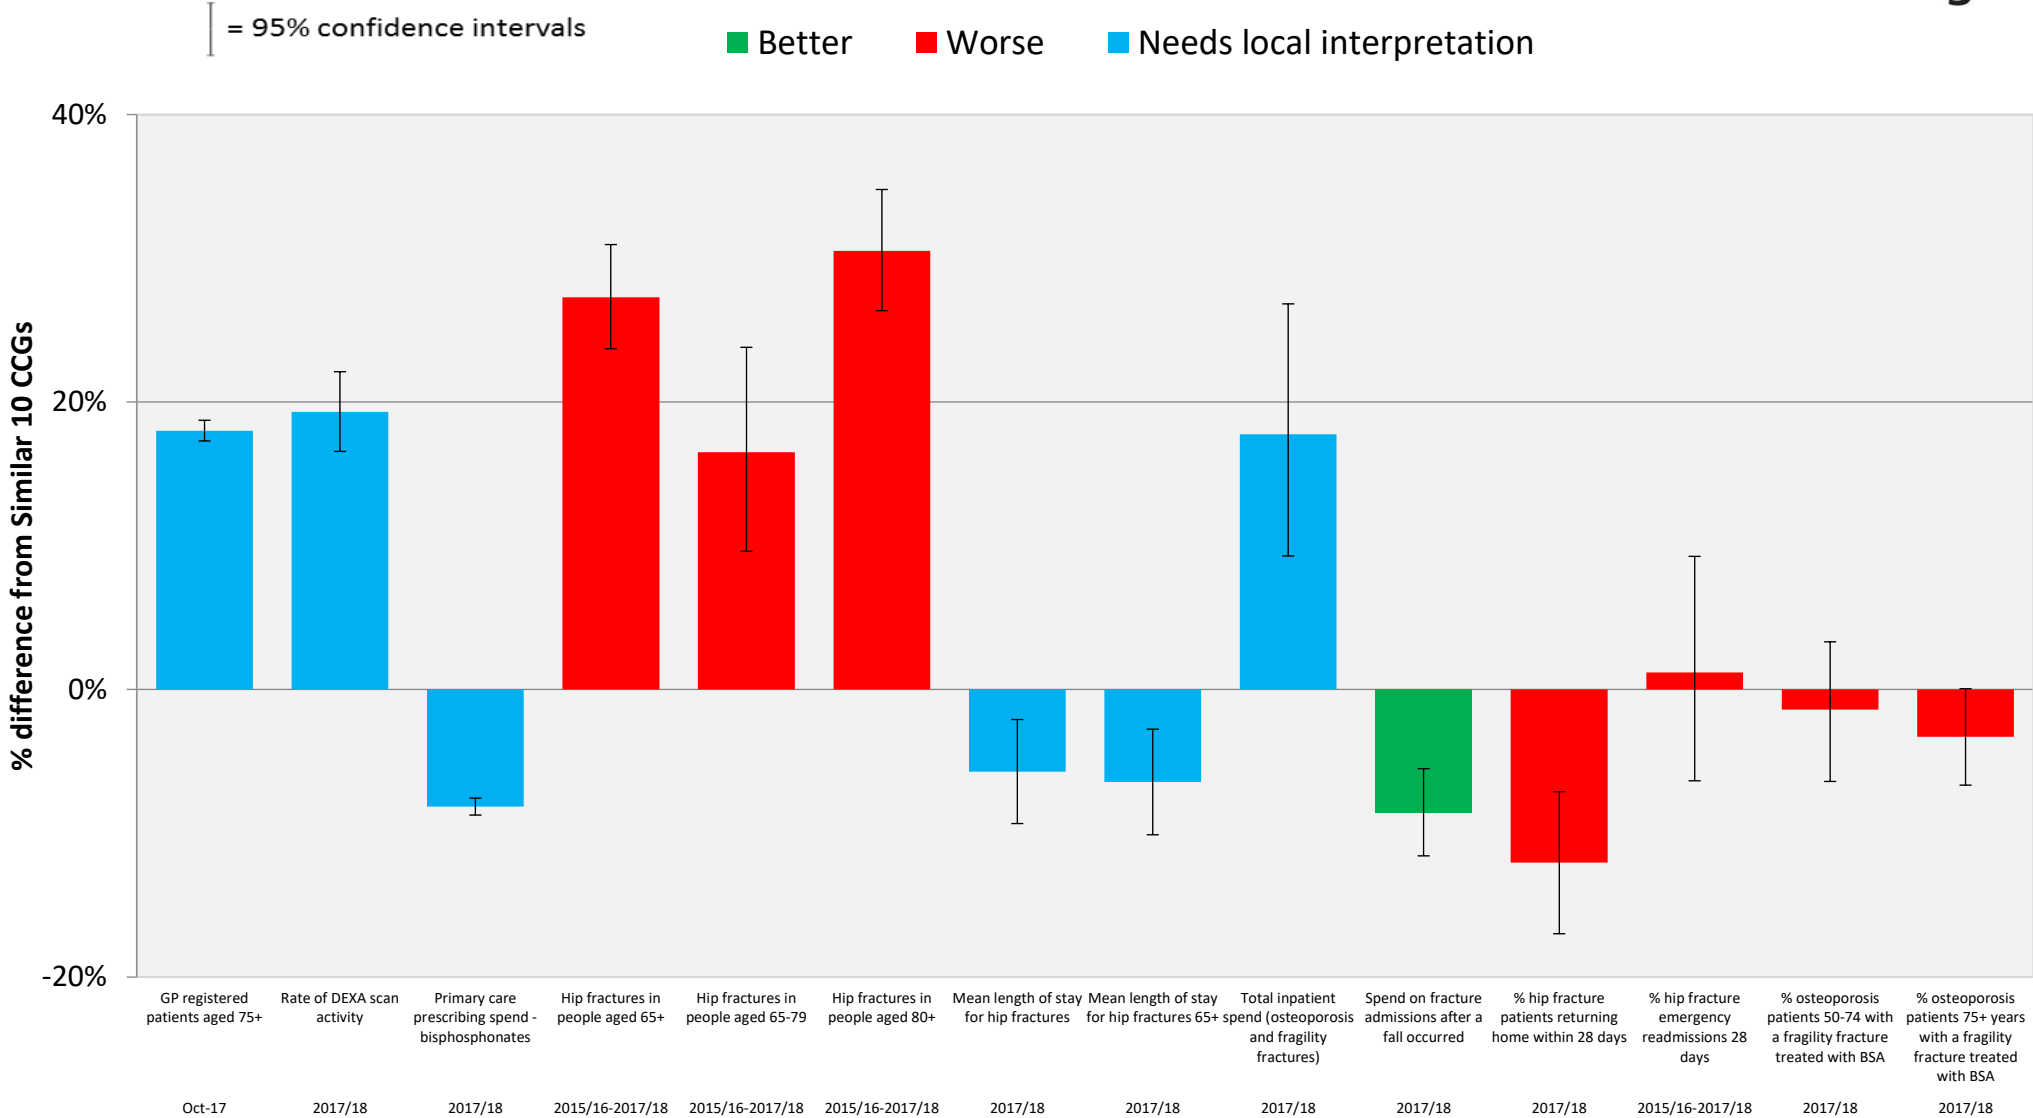 = 95% confidence intervals
Better
Worse
Needs local interpretation
% difference from Similar 10 CCGs
40%
20%
0%
-20%
GP registered
patients aged 75+
Oct-17
Rate of DEXA scan
activity
2017/18
Primary care
prescribing spend -
bisphosphonates
2017/18
Hip fractures in
people aged 65+
2015/16-2017/18
Hip fractures in
people aged 65-79
2015/16-2017/18
Hip fractures in
people aged 80+
2015/16-2017/18
Mean length of stay
for hip fractures
2017/18
Mean length of stay
for hip fractures 65+
2017/18
Total inpatient
spend (osteoporosis
and fragility
fractures)
2017/18
Spend on fracture
admissions after a
fall occurred
2017/18
% hip fracture
patients returning
home within 28 days
2017/18
% hip fracture
emergency
readmissions 28
days
2015/16-2017/18
% osteoporosis
patients 50-74 with
a fragility fracture
treated with BSA
2017/18
% osteoporosis
patients 75+ years
with a fragility
fracture treated
with BSA
2017/18